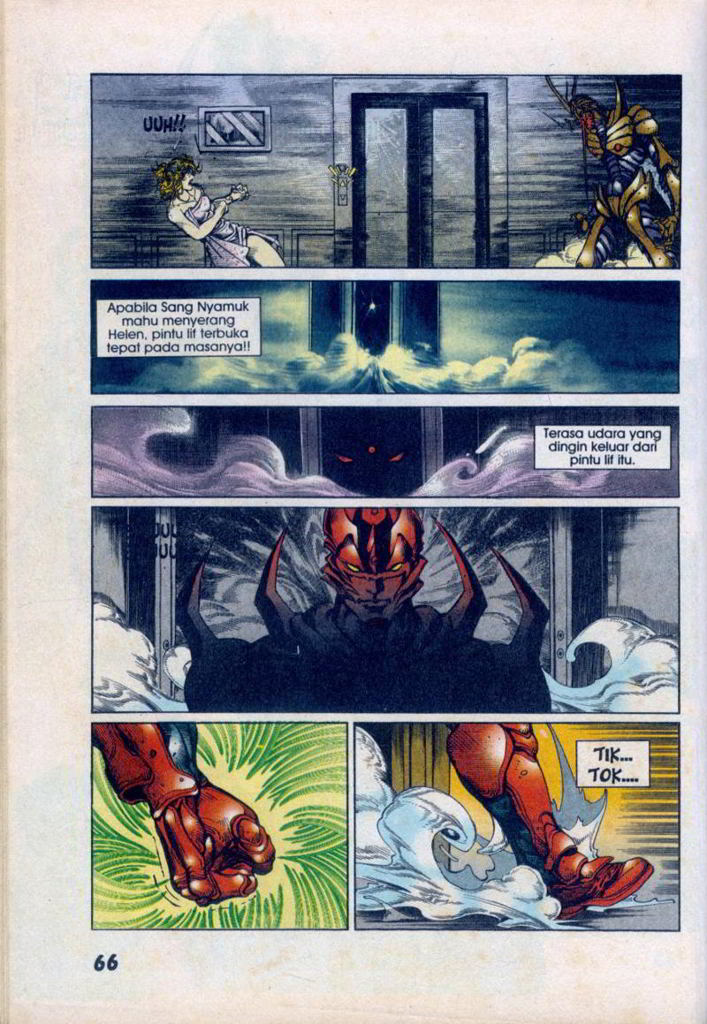 UUH!!
Apabila Sang Nyamuk
mahu menyerang
Helen, pintu lif terbuka
tepat pada masanya!!
Terasa udara yang
dingin keluar dari
pintu lif itu.
TIK...
TOK....
66